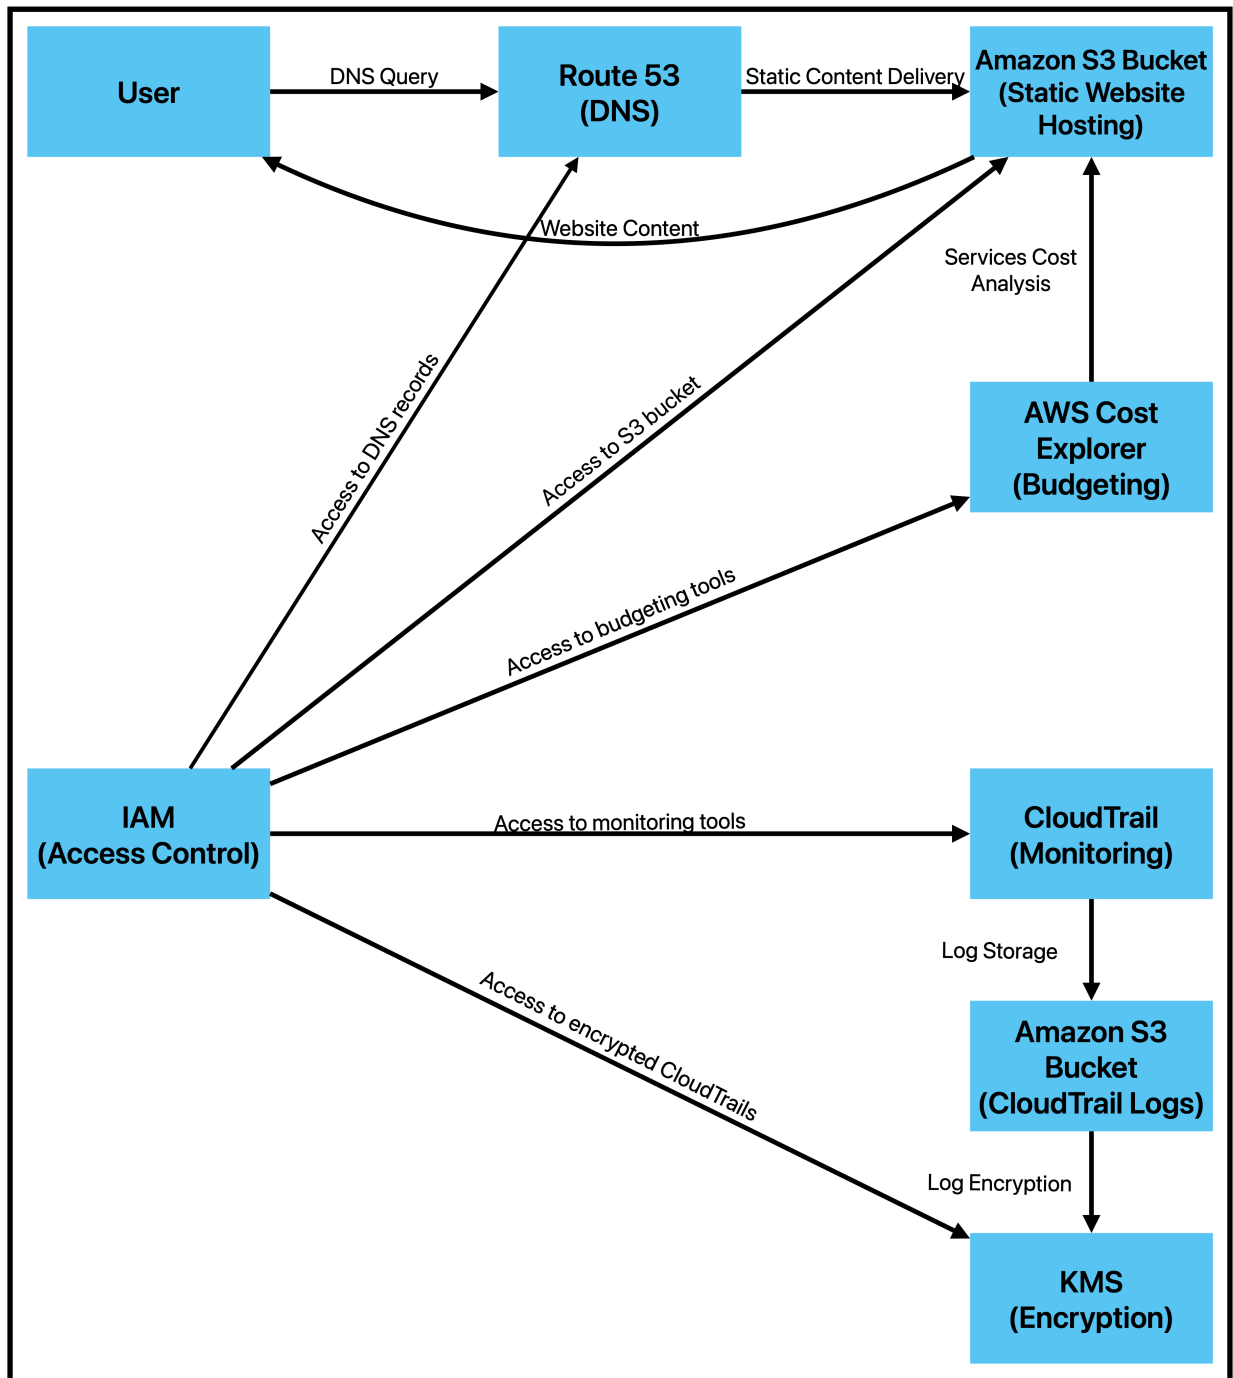 User
DNS Query
Route 53
(DNS)
Static Content Delivery
Amazon S3 Bucket
(Static Website
Hosting)
Website Content
Services Cost
Analysis
Access to DNS records
Access to S3 bucket
AWS Cost
Explorer
(Budgeting)
Access to budgeting tools
IAM
(Access Control)
Access to monitoring tools
CloudTrail
(Monitoring)
Log Storage
Access to encrypted CloudTrails
Amazon S3
Bucket
(CloudTrail Logs)
Log Encryption
KMS
(Encryption)